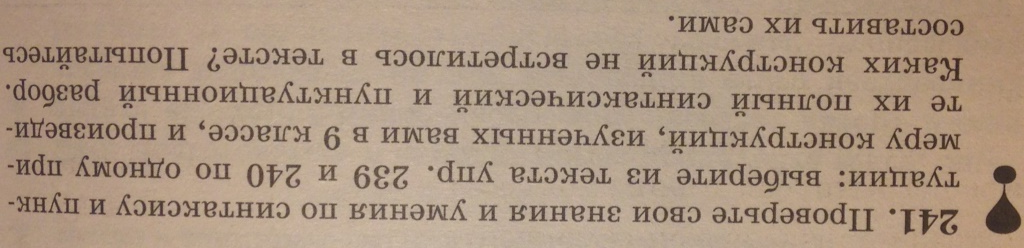 241. Проверьте свои знания и умения по синтаксису и пунк-
туации: выберите из текста упр. 239 и 240 по одному при-
меру конструкций, изученных вами в 9 классе, и произведи-
те их полный синтаксический и пунктуационный разбор.
Каких конструкций не встретилось в тексте? Попытайтесь
составить их сами.